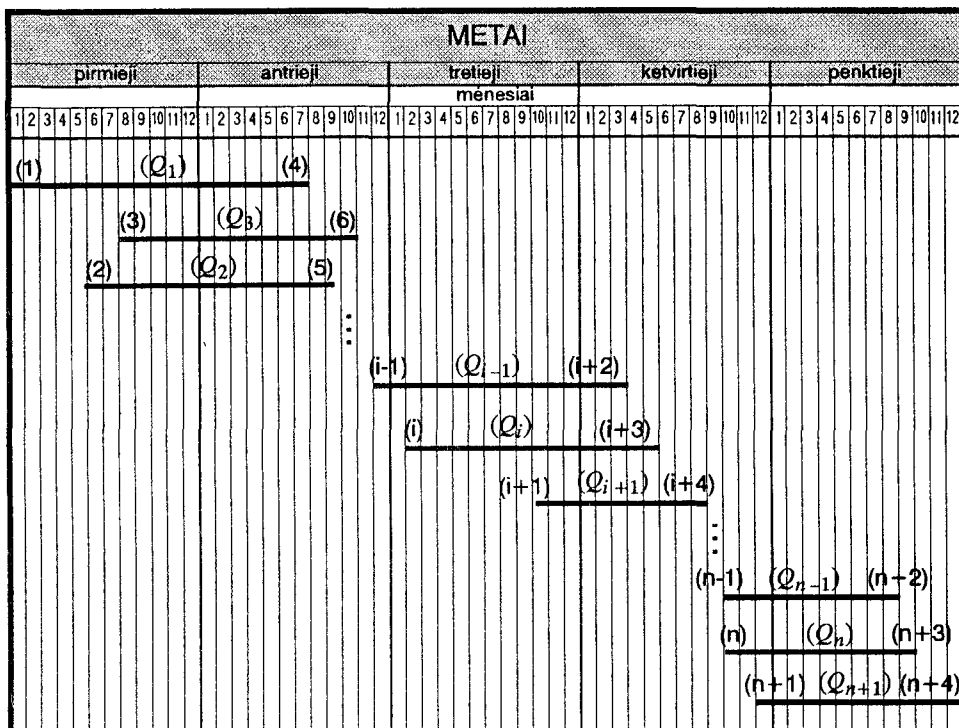 METAI
pirmieji antrieji tretieji ketvirtieji penktieji
mėnesiai
1 2 3 4 5 6 7 8 9 10 11 12 1 2 3 4 5 6 7 8 9 10 11 12 1 2 3 4 5 6 7 8 9 10 11 12 1 2 3 4 5 6 7 8 9 10 11 12 1 2 3 4 5 6 7 8 9 10 11 12
(1) (Q₁) (4)
(3) (Q₃) (6)
(2) (Q₂) (5)
⋮
(i-1) (Qᵢ₋₁) (i+2)
(i) (Qᵢ) (i+3)
(i+1) (Qᵢ₊₁) (i+4)
⋮
(n-1) (Qₙ₋₁) (n+2)
(n) (Qₙ) (n+3)
(n+1) (Qₙ₊₁) (n+4)